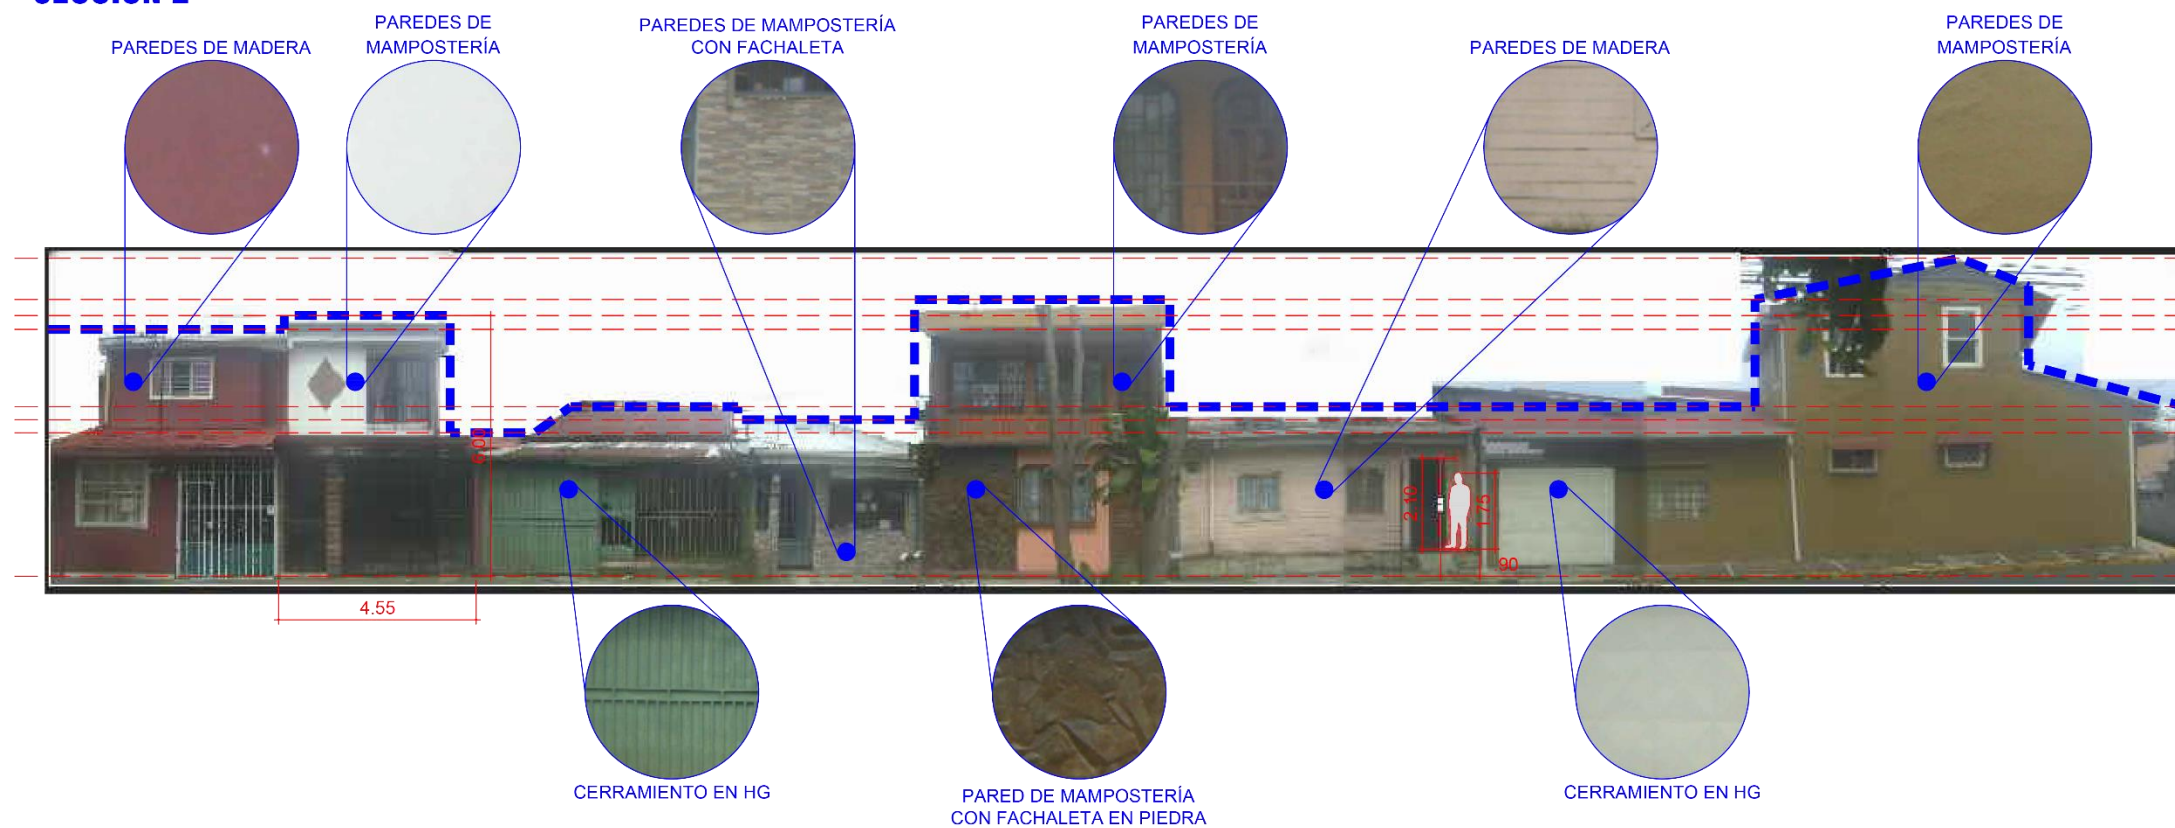 PAREDES DE MADERA
PAREDES DE
MAMPOSTERÍA
PAREDES DE MAMPOSTERÍA
CON FACHALETA
PAREDES DE
MAMPOSTERÍA
PAREDES DE MADERA
PAREDES DE
MAMPOSTERÍA
6.00
2.10
1.75
90
4.55
CERRAMIENTO EN HG
PARED DE MAMPOSTERÍA
CON FACHALETA EN PIEDRA
CERRAMIENTO EN HG